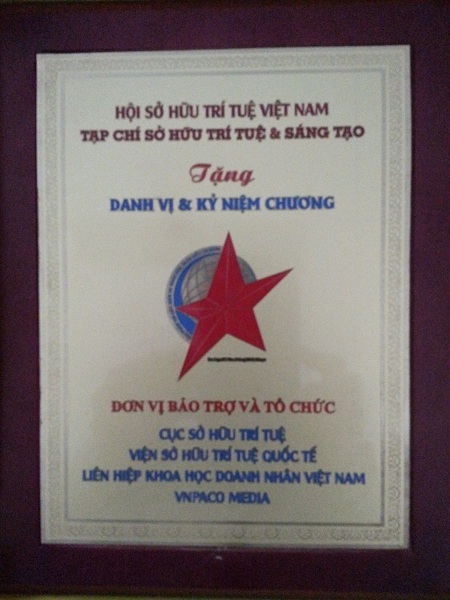 HỘI SỞ HỮU TRÍ TUỆ VIỆT NAM
TẠP CHÍ SỞ HỮU TRÍ TUỆ & SÁNG TẠO
Tặng
DANH VỊ & KỶ NIỆM CHƯƠNG
ĐƠN VỊ BẢO TRỢ VÀ TỔ CHỨC
CỤC SỞ HỮU TRÍ TUỆ
VIỆN SỞ HỮU TRÍ TUỆ QUỐC TẾ
LIÊN HIỆP KHOA HỌC DOANH NHÂN VIỆT NAM
VNPACO MEDIA